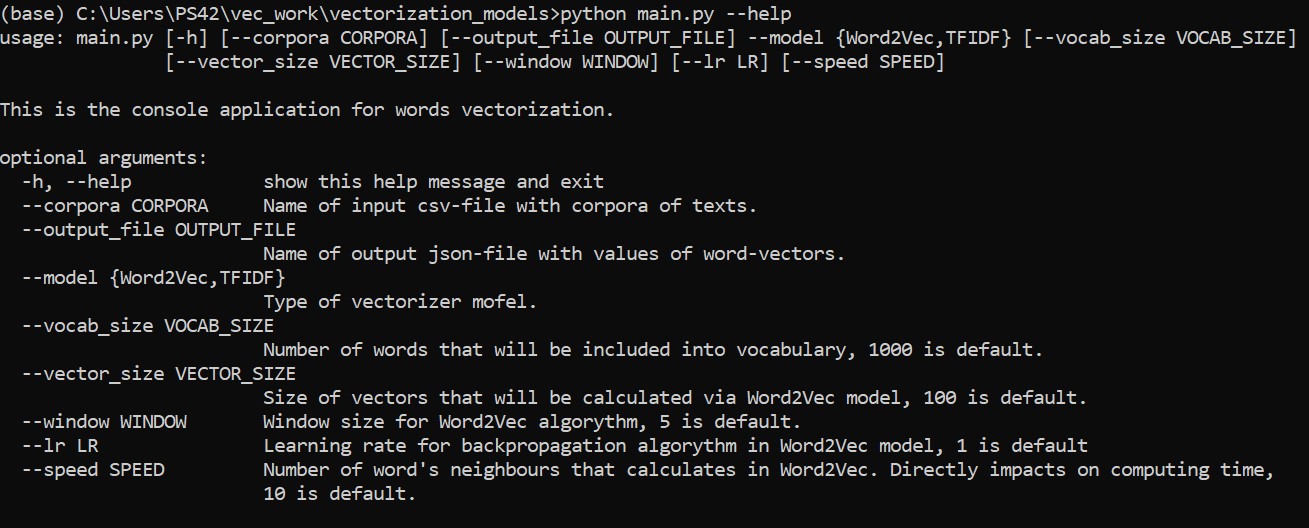 (base) C:\Users\PS42\vec_work\vectorization_models>python main.py --help
usage: main.py [-h] [--corpora CORPORA] [--output_file OUTPUT_FILE] --model {Word2Vec,TFIDF} [--vocab_size VOCAB_SIZE]
               [--vector_size VECTOR_SIZE] [--window WINDOW] [--lr LR] [--speed SPEED]

This is the console application for words vectorization.

optional arguments:
  -h, --help            show this help message and exit
  --corpora CORPORA     Name of input csv-file with corpora of texts.
  --output_file OUTPUT_FILE
                        Name of output json-file with values of word-vectors.
  --model {Word2Vec,TFIDF}
                        Type of vectorizer mofel.
  --vocab_size VOCAB_SIZE
                        Number of words that will be included into vocabulary, 1000 is default.
  --vector_size VECTOR_SIZE
                        Size of vectors that will be calculated via Word2Vec model, 100 is default.
  --window WINDOW       Window size for Word2Vec algorythm, 5 is default.
  --lr LR               Learning rate for backpropagation algorythm in Word2Vec model, 1 is default
  --speed SPEED         Number of word's neighbours that calculates in Word2Vec. Directly impacts on computing time,
                        10 is default.